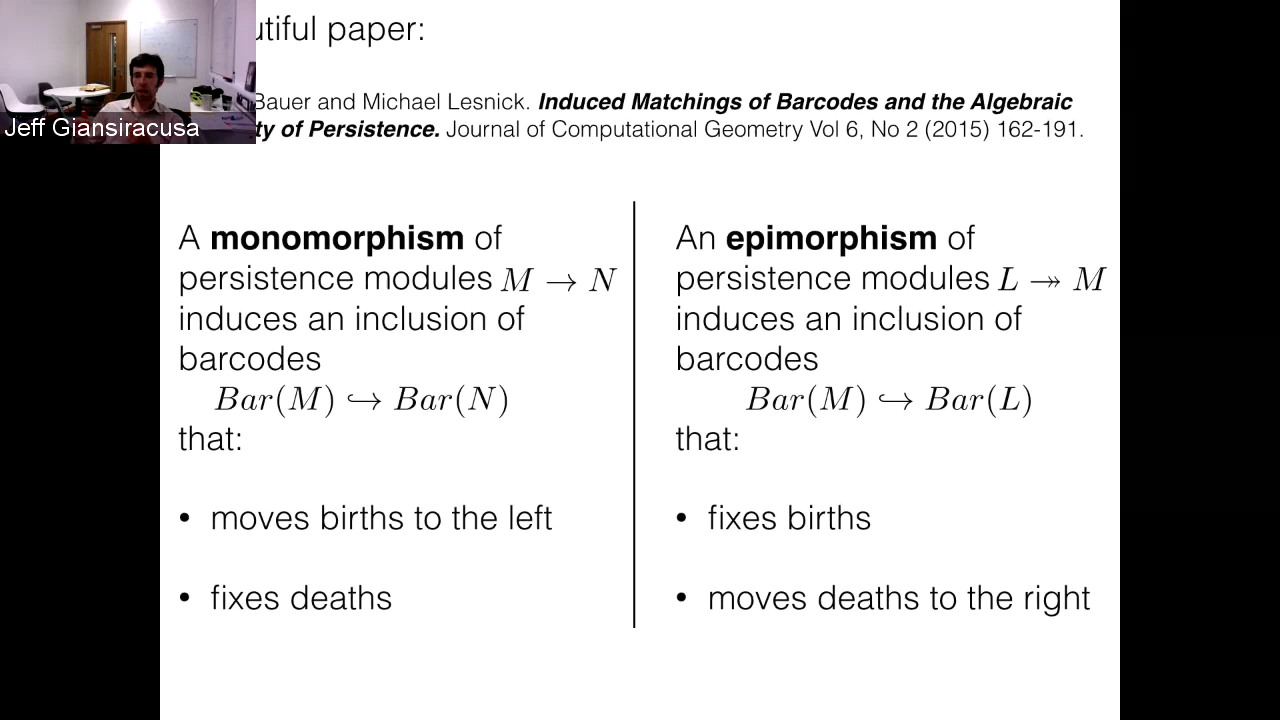 utiful paper:
Bauer and Michael Lesnick. Induced Matchings of Barcodes and the Algebraic
ty of Persistence. Journal of Computational Geometry Vol 6, No 2 (2015) 162-191.
Jeff Giansiracusa
A monomorphism of
persistence modules M → N
induces an inclusion of
barcodes
Bar(M) ↪ Bar(N)
that:
• moves births to the left
• fixes deaths
An epimorphism of
persistence modules L ↠ M
induces an inclusion of
barcodes
Bar(M) ↪ Bar(L)
that:
• fixes births
• moves deaths to the right